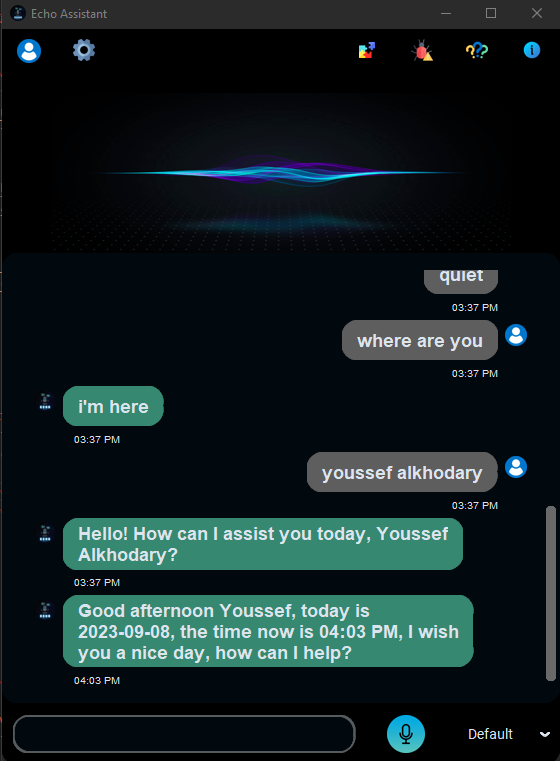 Echo Assistant
quiet
03:37 PM
where are you
03:37 PM
i'm here
03:37 PM
youssef alkhodary
03:37 PM
Hello! How can I assist you today, Youssef
Alkhodary?
03:37 PM
Good afternoon Youssef, today is
2023-09-08, the time now is 04:03 PM, I wish
you a nice day, how can I help?
04:03 PM
Default